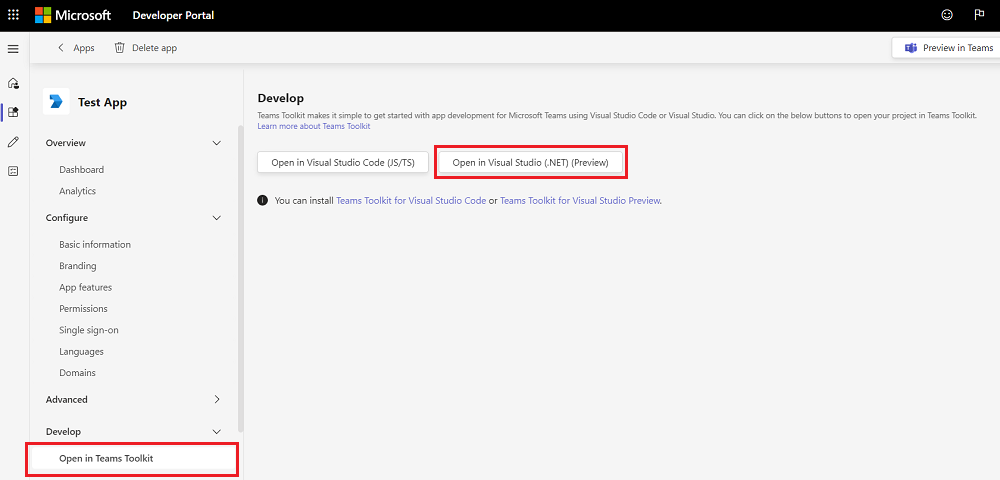 Microsoft Developer Portal
Apps Delete app Preview in Teams
Test App
Overview
Dashboard
Analytics
Configure
Basic information
Branding
App features
Permissions
Single sign-on
Languages
Domains
Advanced
Develop
Open in Teams Toolkit
Develop
Teams Toolkit makes it simple to get started with app development for Microsoft Teams using Visual Studio Code or Visual Studio. You can click on the below buttons to open your project in Teams Toolkit.
Learn more about Teams Toolkit
Open in Visual Studio Code (JS/TS) Open in Visual Studio (.NET) (Preview)
You can install Teams Toolkit for Visual Studio Code or Teams Toolkit for Visual Studio Preview.